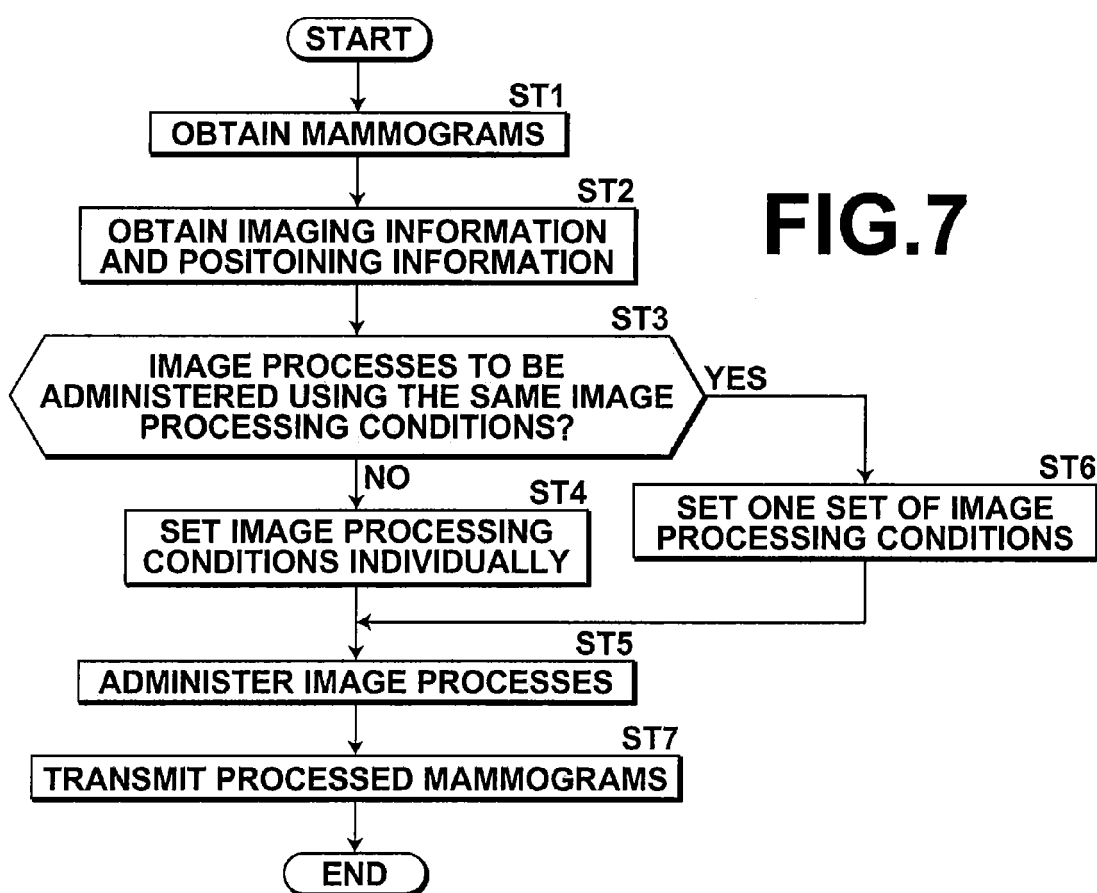 START
ST1
OBTAIN MAMMOGRAMS
ST2
OBTAIN IMAGING INFORMATION
AND POSITOINING INFORMATION
FIG.7
ST3
IMAGE PROCESSES TO BE
ADMINISTERED USING THE SAME IMAGE
PROCESSING CONDITIONS?
YES
NO
ST4
SET IMAGE PROCESSING
CONDITIONS INDIVIDUALLY
ST6
SET ONE SET OF IMAGE
PROCESSING CONDITIONS
ST5
ADMINISTER IMAGE PROCESSES
ST7
TRANSMIT PROCESSED MAMMOGRAMS
END